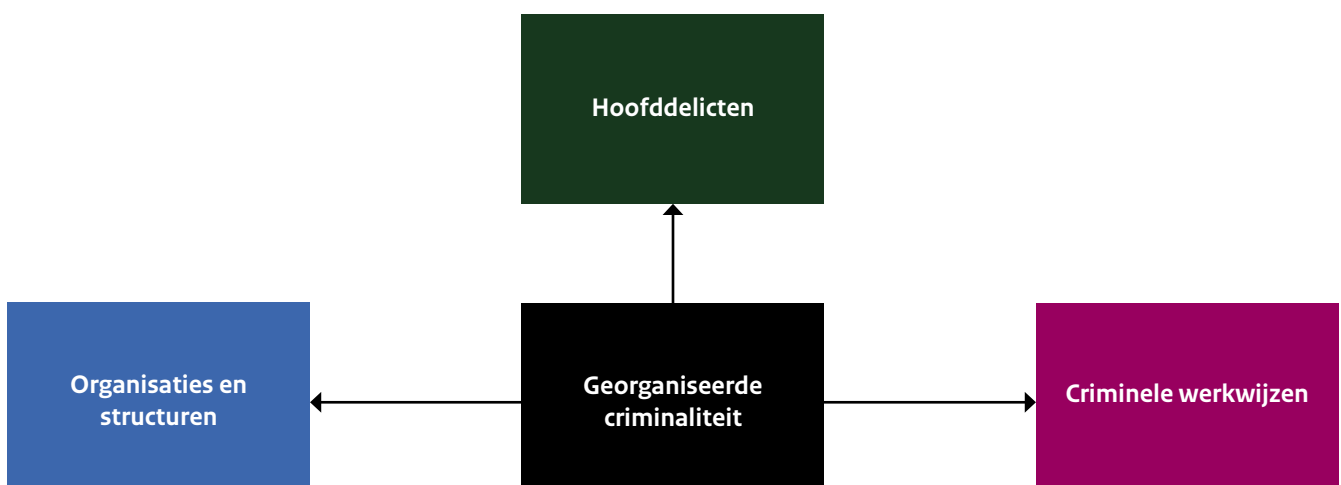 Hoofddelicten
Organisaties en
structuren
Georganiseerde
criminaliteit
Criminele werkwijzen